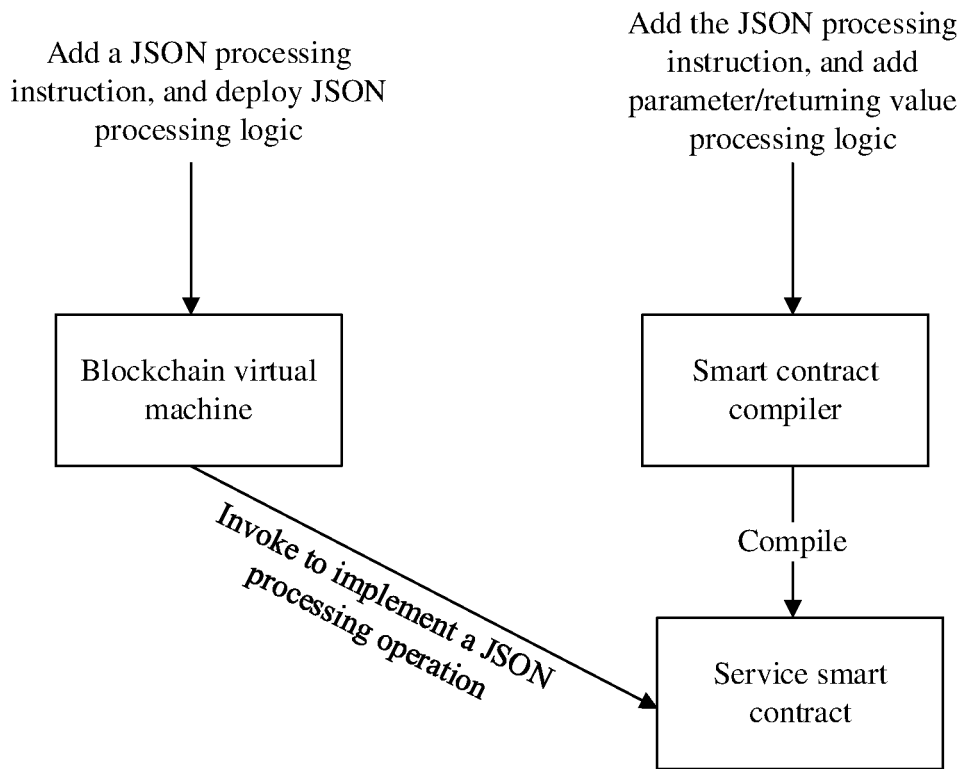 Add a JSON processing
instruction, and deploy JSON
processing logic
Add the JSON processing
instruction, and add
parameter/returning value
processing logic
Blockchain virtual
machine
Smart contract
compiler
Invoke to implement a JSON
processing operation
Compile
Service smart
contract